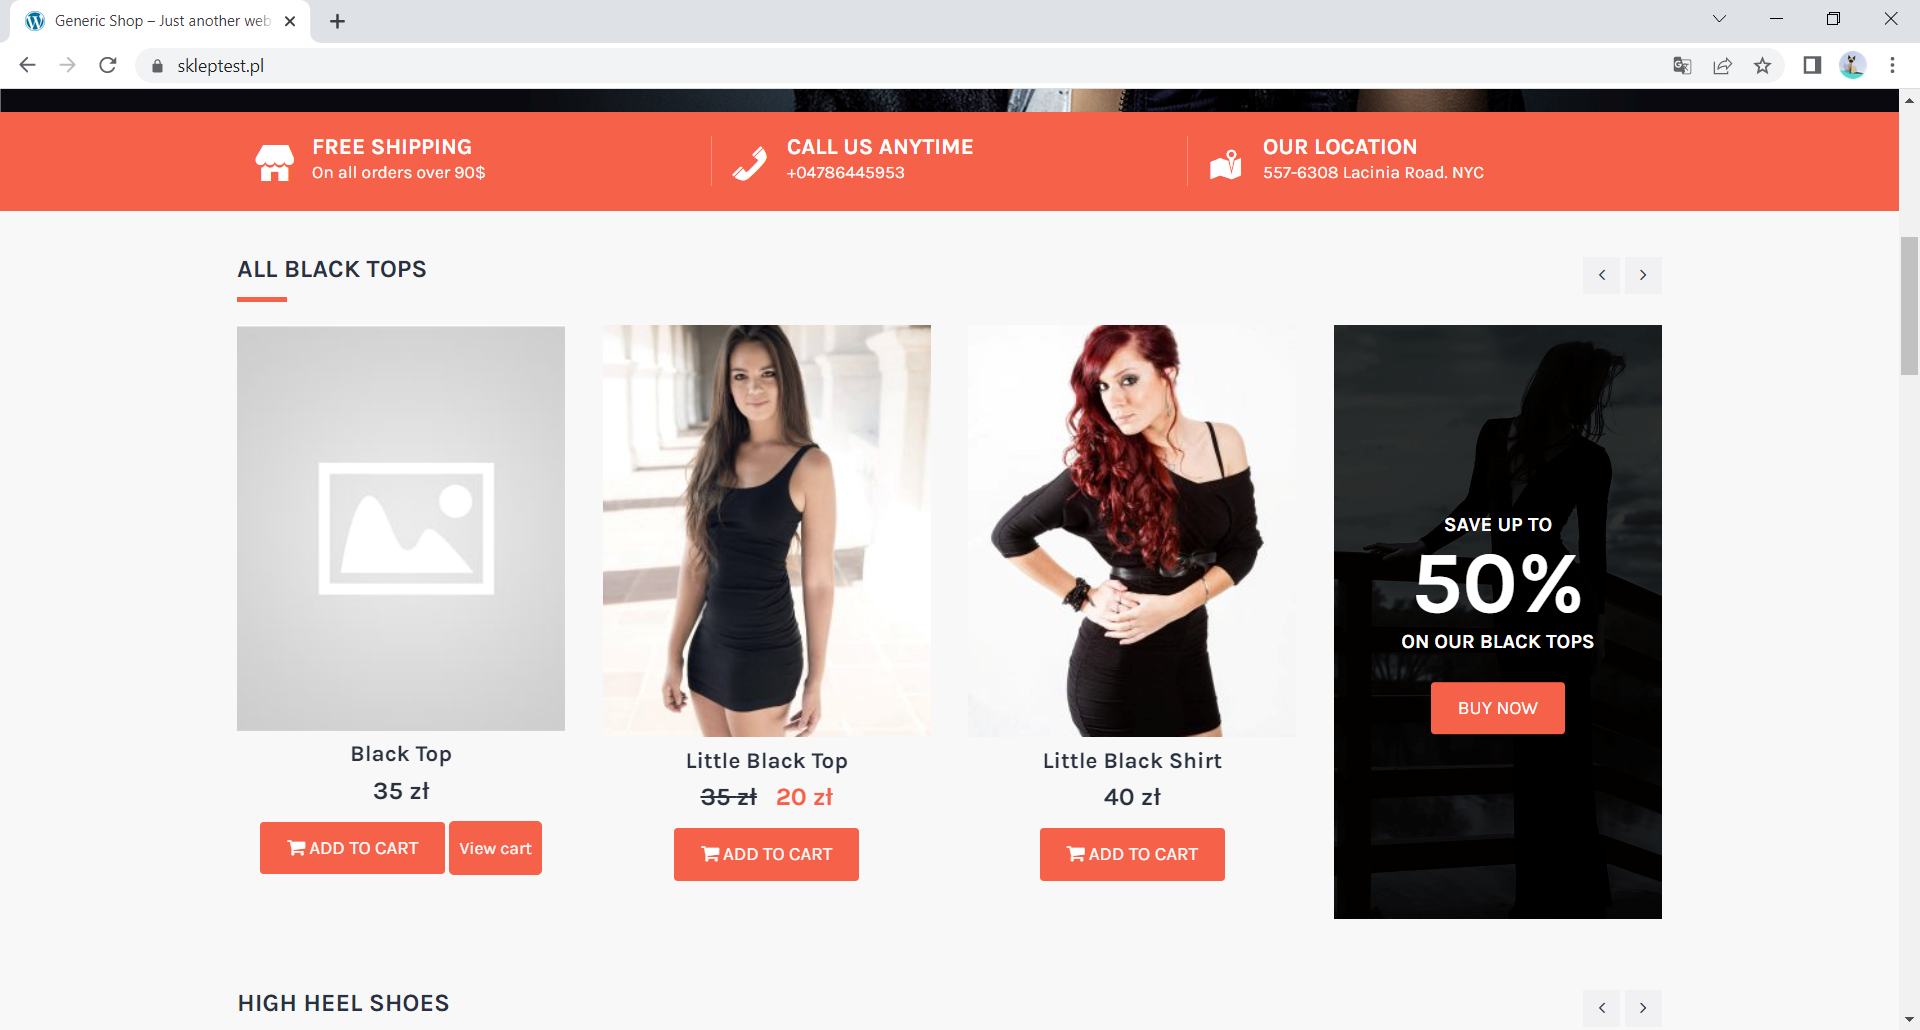 Generic Shop – Just another web
skleptest.pl
FREE SHIPPING
On all orders over 90$
CALL US ANYTIME
+04786445953
OUR LOCATION
557-6308 Lacinia Road. NYC
ALL BLACK TOPS
SAVE UP TO
50%
ON OUR BLACK TOPS
BUY NOW
Black Top
35 zł
ADD TO CART
View cart
Little Black Top
35 zł 20 zł
ADD TO CART
Little Black Shirt
40 zł
ADD TO CART
HIGH HEEL SHOES